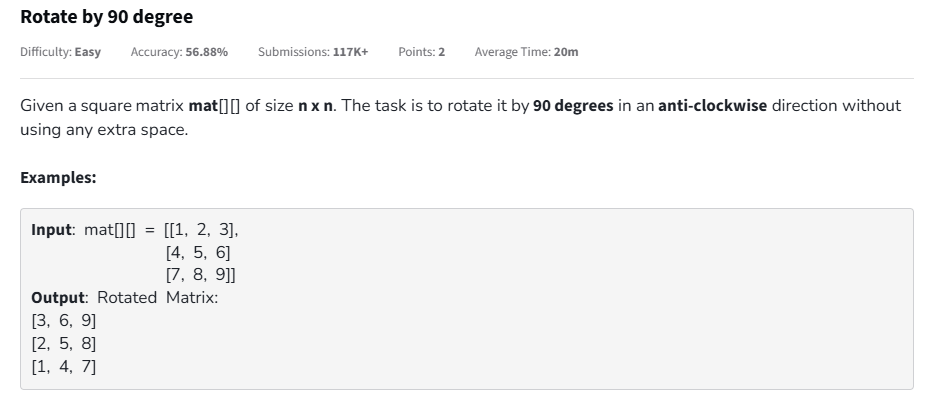 Rotate by 90 degree
Difficulty: Easy Accuracy: 56.88% Submissions: 117K+ Points: 2 Average Time: 20m
Given a square matrix mat[][] of size n x n. The task is to rotate it by 90 degrees in an anti-clockwise direction without
using any extra space.
Examples:
Input: mat[][] = [[1, 2, 3],
[4, 5, 6]
[7, 8, 9]]
Output: Rotated Matrix:
[3, 6, 9]
[2, 5, 8]
[1, 4, 7]